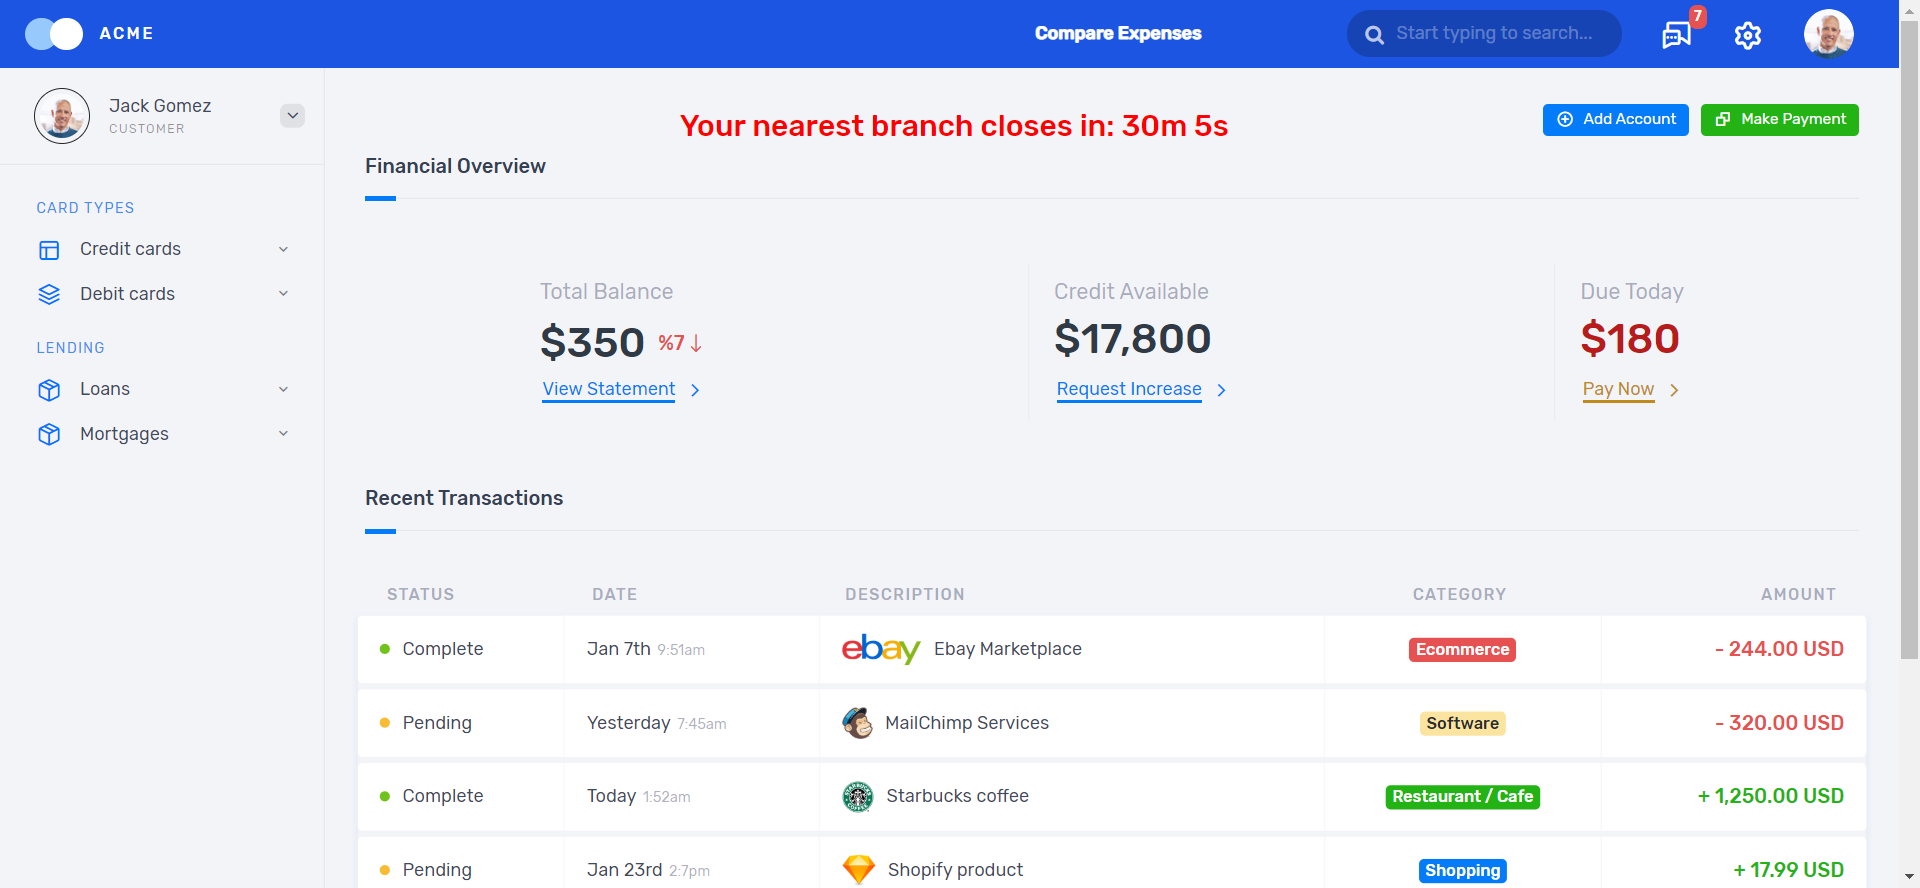 ACME
Compare Expenses
Start typing to search...
7
Jack Gomez
CUSTOMER
Your nearest branch closes in: 30m 5s
Add Account
Make Payment
Financial Overview
CARD TYPES
Credit cards
Debit cards
LENDING
Loans
Mortgages
Total Balance
$350 %7
View Statement
Credit Available
$17,800
Request Increase
Due Today
$180
Pay Now
Recent Transactions
STATUS DATE DESCRIPTION CATEGORY AMOUNT
Complete Jan 7th 9:51am ebay Ebay Marketplace Ecommerce - 244.00 USD
Pending Yesterday 7:45am MailChimp Services Software - 320.00 USD
Complete Today 1:52am Starbucks coffee Restaurant / Cafe + 1,250.00 USD
Pending Jan 23rd 2:7pm Shopify product Shopping + 17.99 USD